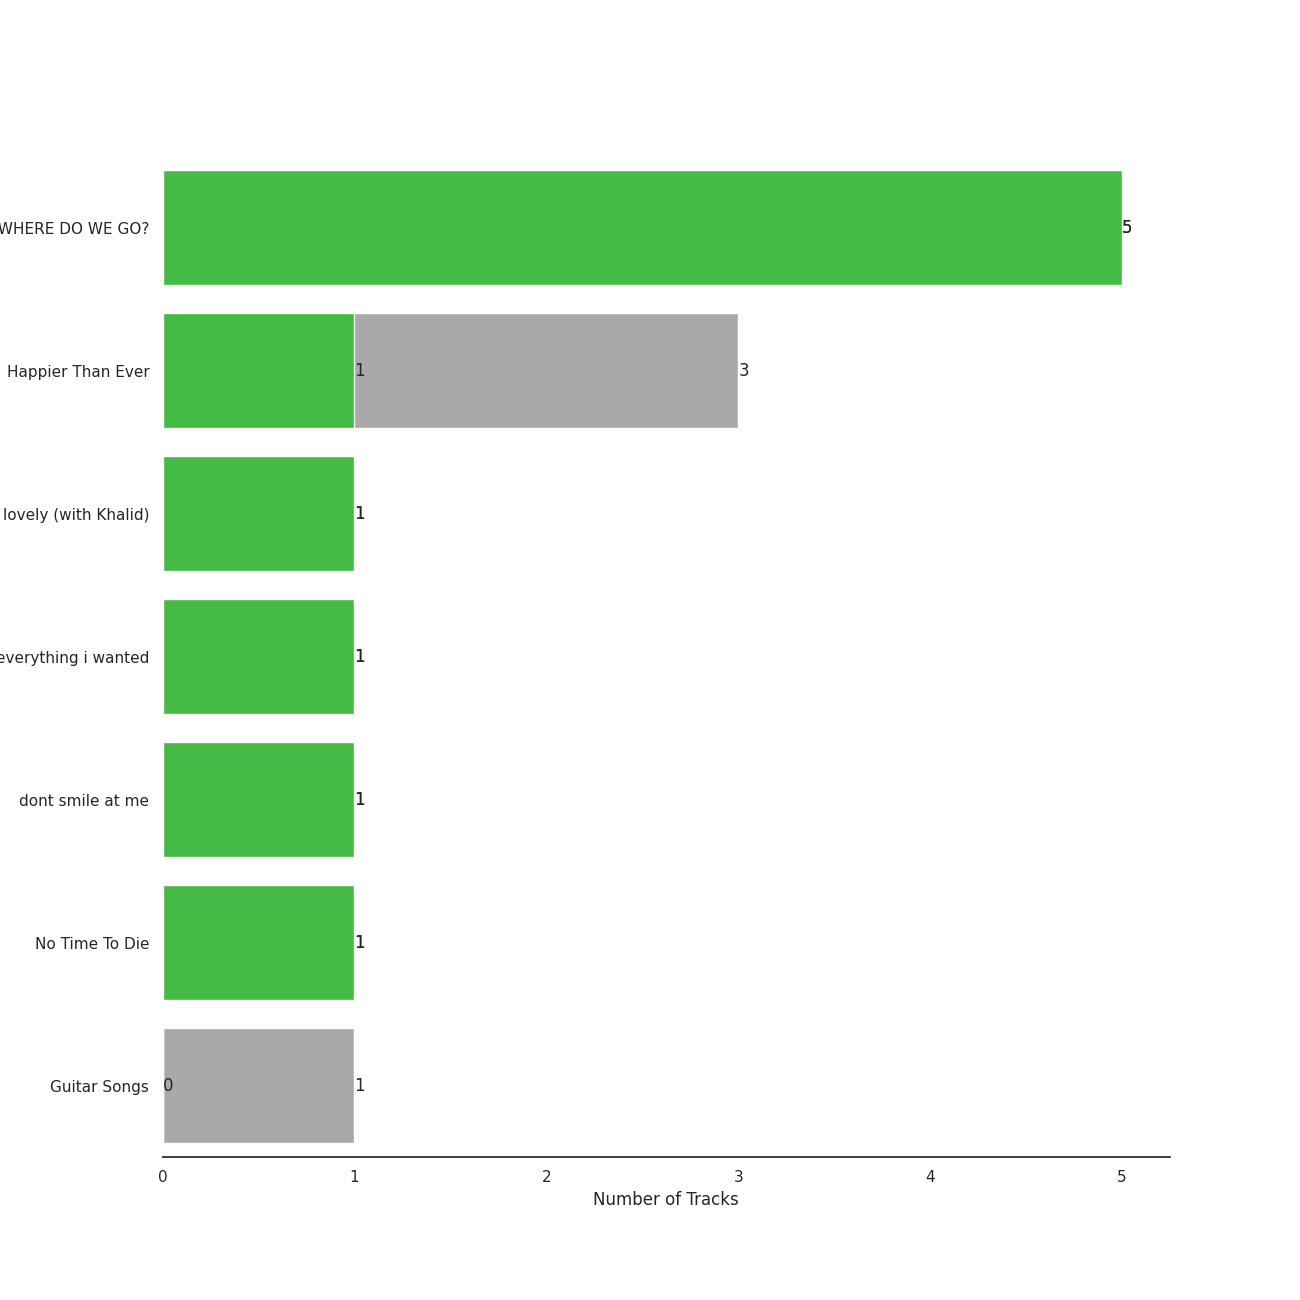 WHERE DO WE GO? 5
Happier Than Ever 1 3
lovely (with Khalid) 1
everything i wanted 1
dont smile at me 1
No Time To Die 1
Guitar Songs 0 1
0 1 2 3 4 5
Number of Tracks